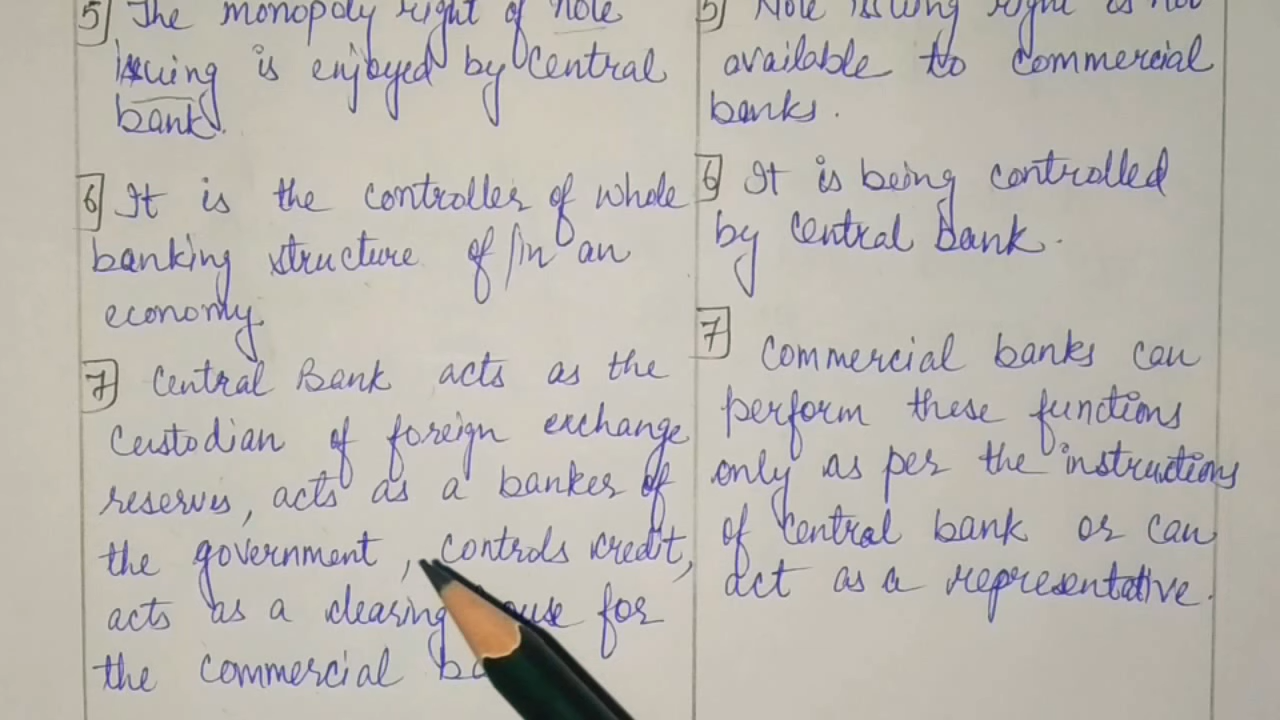 5 The monopoly right of note
issuing is enjoyed by central
bank.
6 It is the controller of whole
banking structure of/in an
economy.
7 Central Bank acts as the
custodian of foreign exchange
reserves, acts as a banker of
the government, controls credit,
acts as a clearing for
the commercial
5 Note issuing right is not
available to commercial
banks.
6 It is being controlled
by central bank.
7 Commercial banks can
perform these functions
only as per the instructions
of central bank or can
act as a representative.